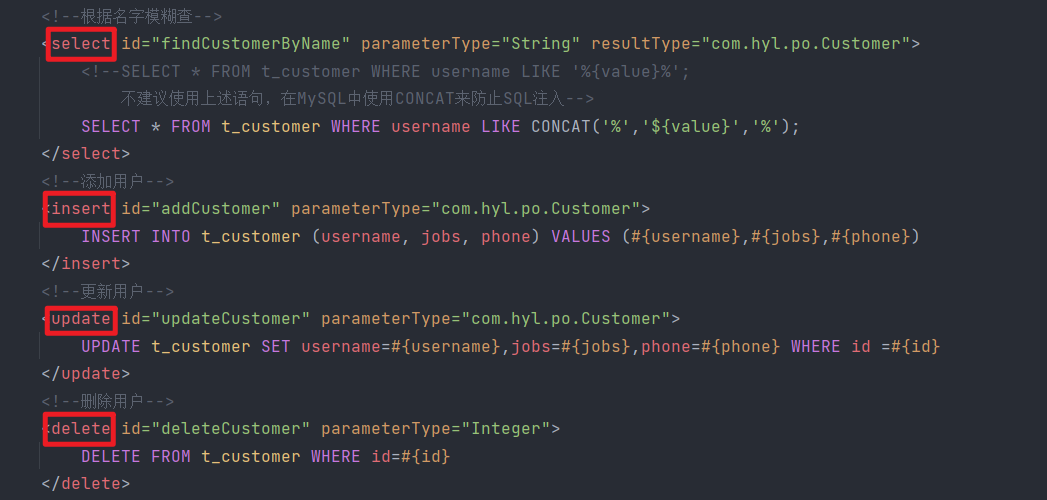 <!--根据名字模糊查-->
<select id="findCustomerByName" parameterType="String" resultType="com.hyl.po.Customer">
<!--SELECT * FROM t_customer WHERE username LIKE '%{value}%';
不建议使用上述语句，在MySQL中使用CONCAT来防止SQL注入-->
SELECT * FROM t_customer WHERE username LIKE CONCAT('%','${value}','%');
</select>
<!--添加用户-->
<insert id="addCustomer" parameterType="com.hyl.po.Customer">
INSERT INTO t_customer (username, jobs, phone) VALUES (#{username},#{jobs},#{phone})
</insert>
<!--更新用户-->
<update id="updateCustomer" parameterType="com.hyl.po.Customer">
UPDATE t_customer SET username=#{username},jobs=#{jobs},phone=#{phone} WHERE id =#{id}
</update>
<!--删除用户-->
<delete id="deleteCustomer" parameterType="Integer">
DELETE FROM t_customer WHERE id=#{id}
</delete>